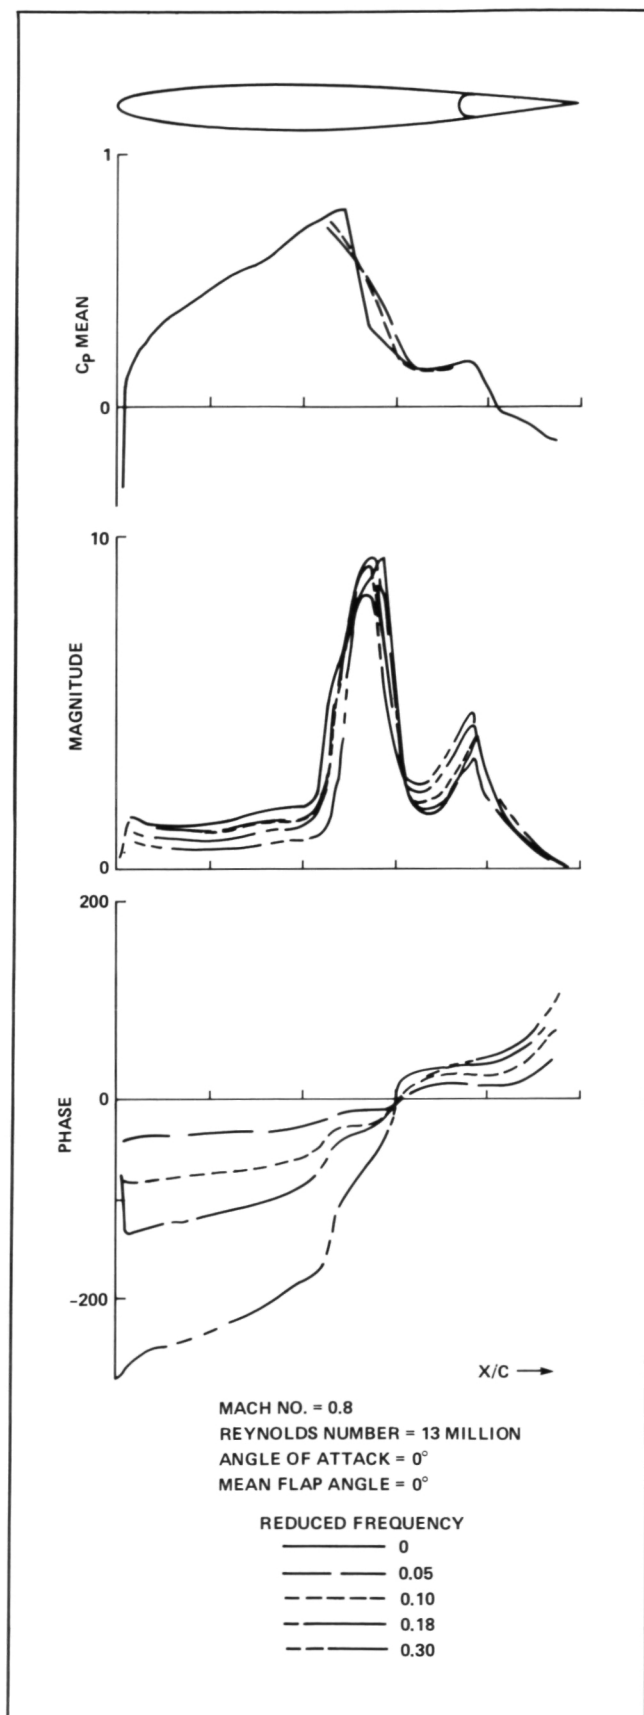 1
C_P MEAN
0
10
MAGNITUDE
0
200
0
PHASE
-200
X/C →
MACH NO. = 0.8
REYNOLDS NUMBER = 13 MILLION
ANGLE OF ATTACK = 0°
MEAN FLAP ANGLE = 0°
REDUCED FREQUENCY
0
0.05
0.10
0.18
0.30